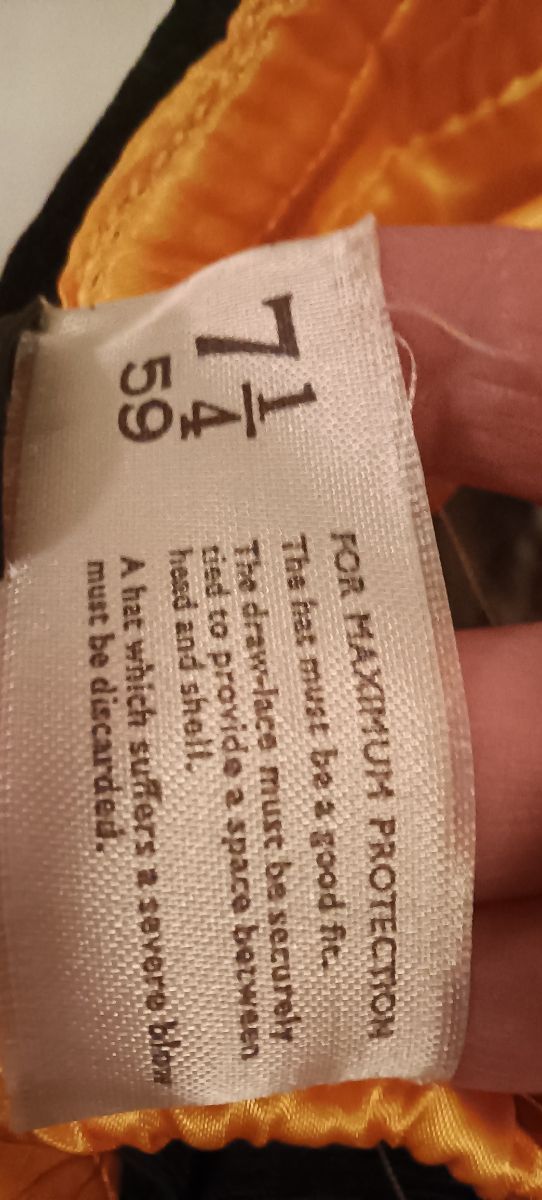 7 1/4
59
FOR MAXIMUM PROTECTION
The hat must be a good fit.
The draw-lace must be securely
tied to provide a space between
head and shell.
A hat which suffers a severe blow
must be discarded.